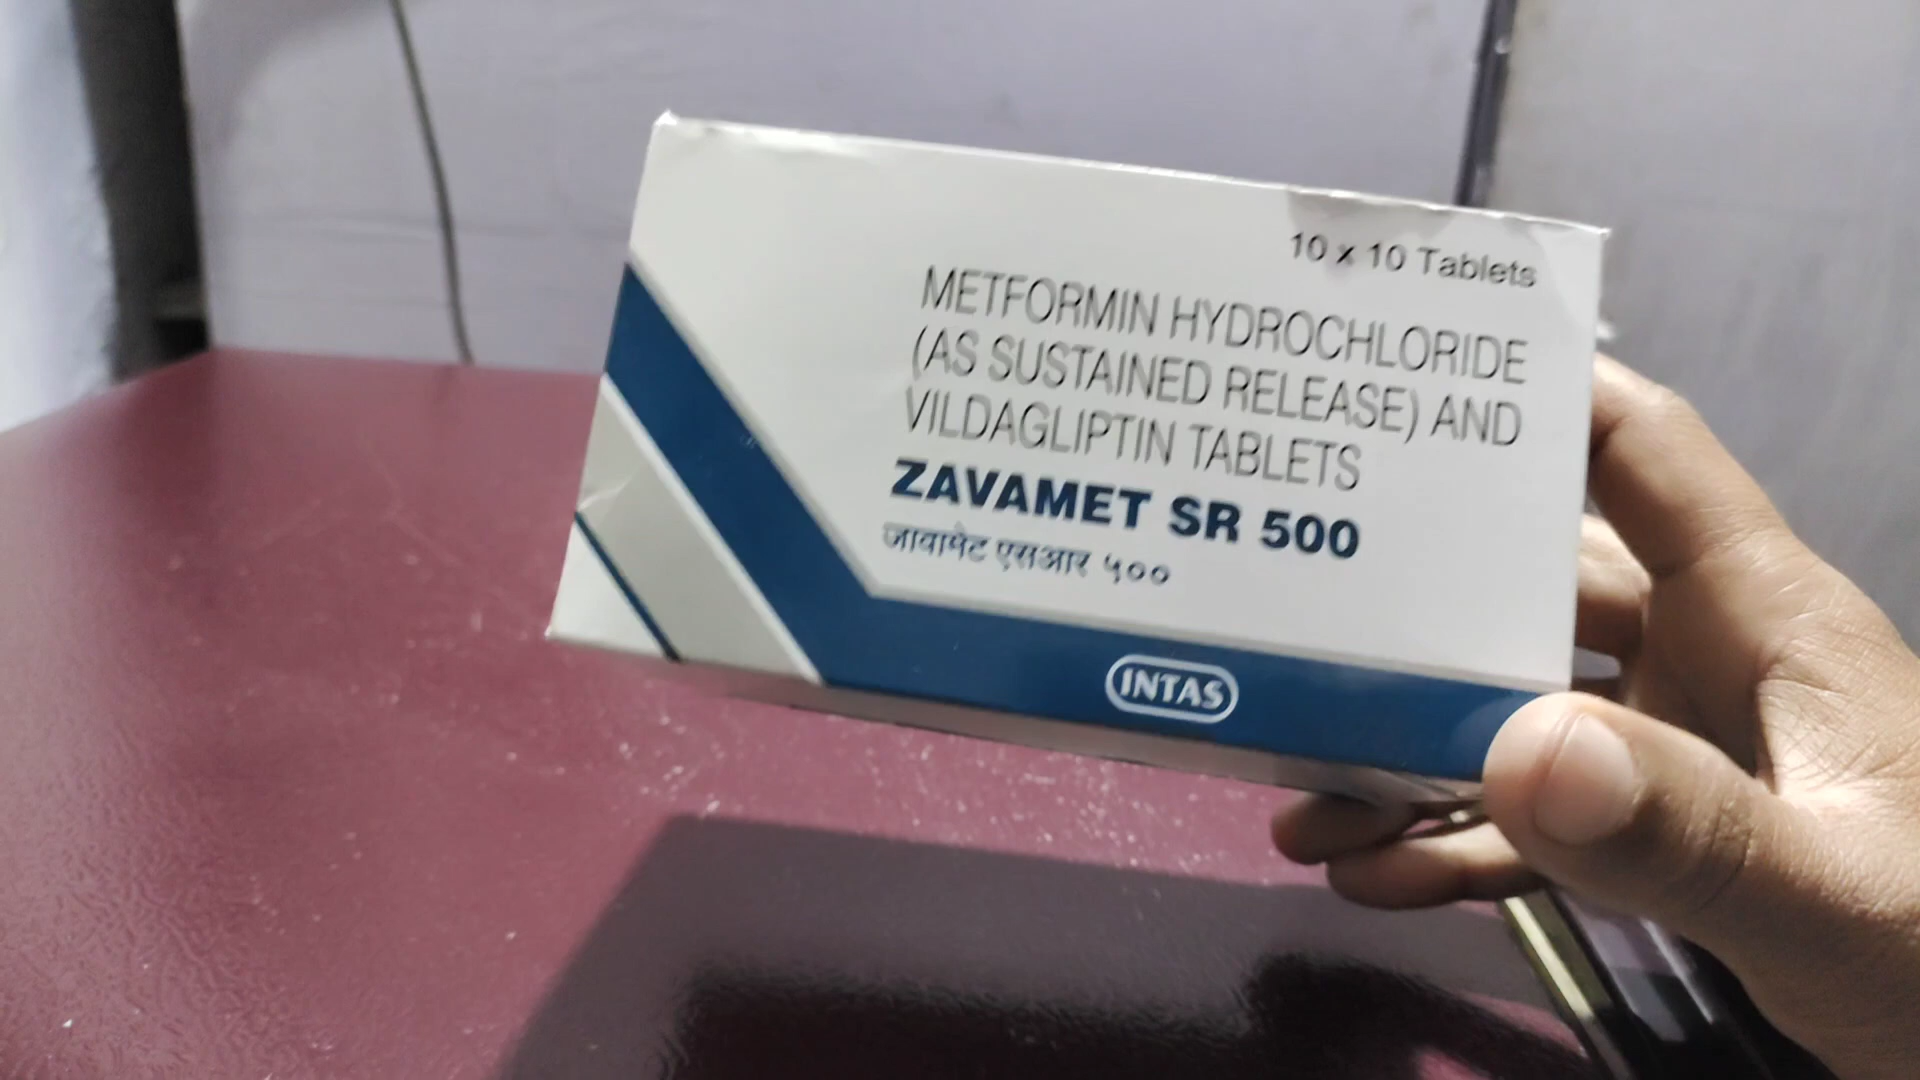 10 x 10 Tablets
METFORMIN HYDROCHLORIDE
(AS SUSTAINED RELEASE) AND
VILDAGLIPTIN TABLETS
ZAVAMET SR 500
जावामेट एसआर ५००
INTAS